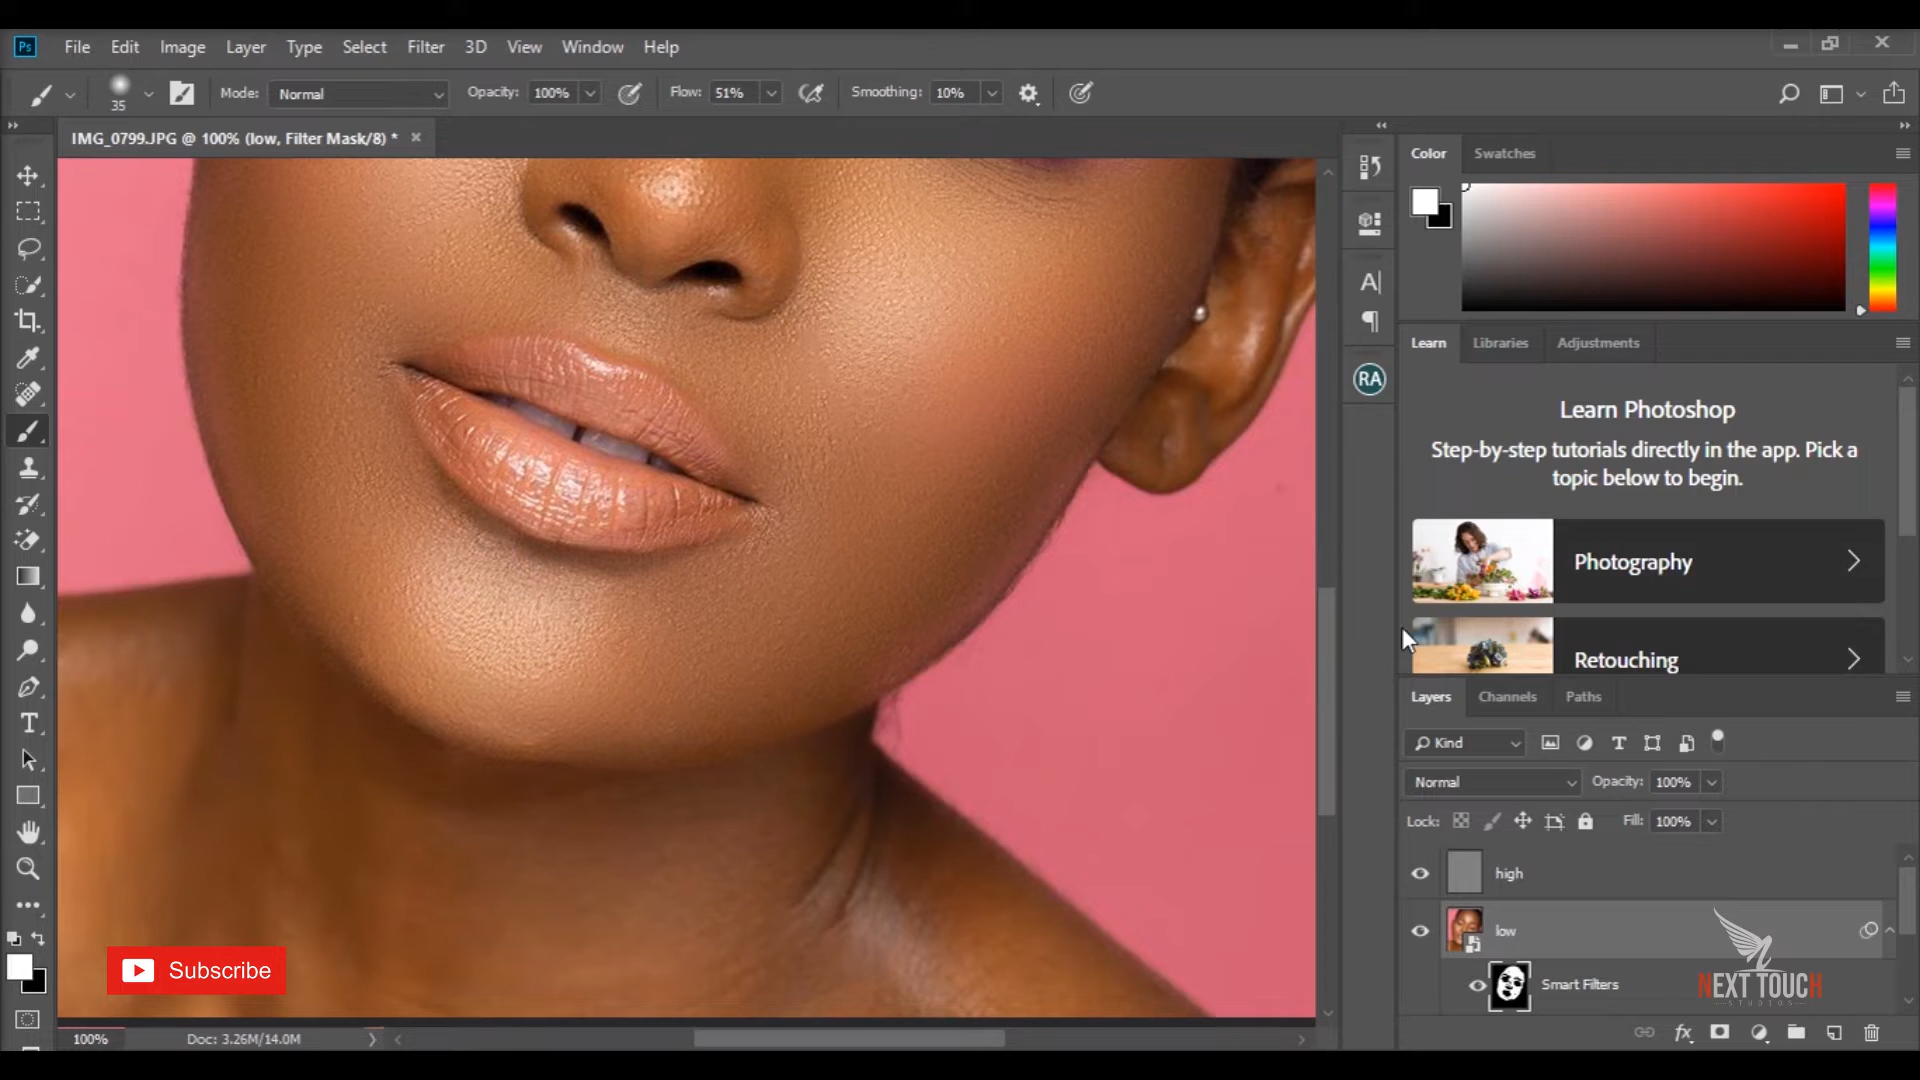 Ps File Edit Image Layer Type Select Filter 3D View Window Help
35 Mode: Normal Opacity: 100% Flow: 51% Smoothing: 10%
IMG_0799.JPG @ 100% (low, Filter Mask/8) *
Color Swatches
A|
RA
Learn Libraries Adjustments
Learn Photoshop
Step-by-step tutorials directly in the app. Pick a
topic below to begin.
Photography
Retouching
Layers Channels Paths
Kind
Normal Opacity: 100%
Lock: Fill: 100%
high
low
Smart Filters
NEXT TOUCH
STUDIOS
Subscribe
100% Doc: 3.26M/14.0M
fx